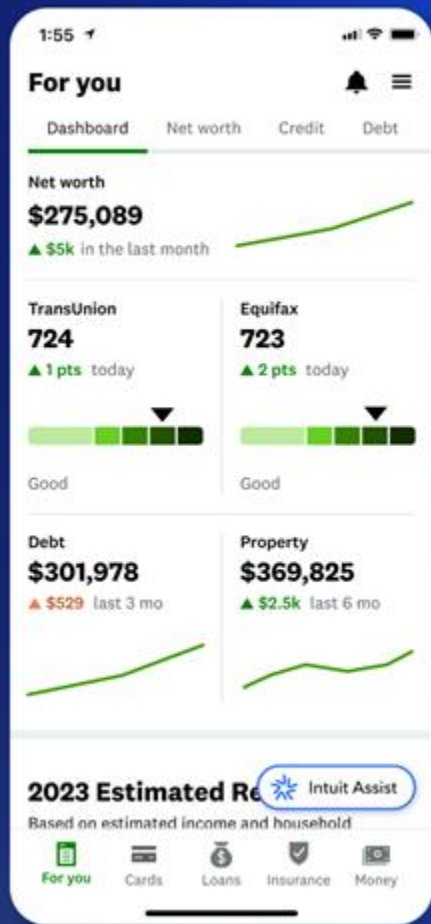 1:55
For you
Dashboard Net worth Credit Debt
Net worth
$275,089
▲ $5k in the last month
TransUnion
724
▲ 1 pts today
Good
Equifax
723
▲ 2 pts today
Good
Debt
$301,978
▲ $529 last 3 mo
Property
$369,825
▲ $2.5k last 6 mo
2023 Estimated Re
Intuit Assist
Based on estimated income and household
For you Cards Loans Insurance Money